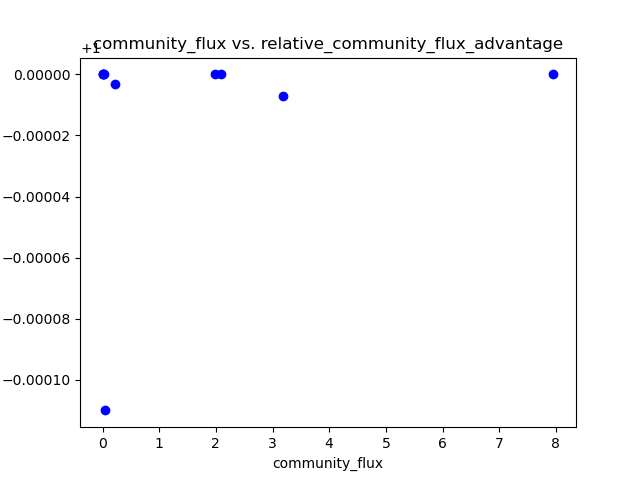 community_flux vs. relative_community_flux_advantage
+1
0.00000
−0.00002
−0.00004
−0.00006
−0.00008
−0.00010
0 1 2 3 4 5 6 7 8
community_flux